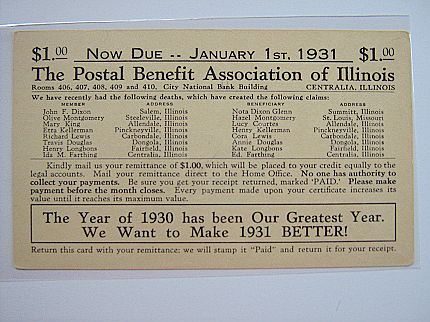 $1.00 Now Due -- January 1st, 1931 $1.00
The Postal Benefit Association of Illinois
Rooms 406, 407, 408, 409 and 410, City National Bank Building CENTRALIA, ILLINOIS
We have recently had the following deaths, which have created the following claims:
MEMBER ADDRESS BENEFICIARY ADDRESS
John F. Dixon Salem, Illinois Nota Dixon Glenn Summitt, Illinois
Olive Montgomery Steeleville, Illinois Hazel Montgomery St. Louis, Missouri
Mary King Allendale, Illinois Lucy Courtes Allendale, Illinois
Etta Kellerman Pinckneyville, Illinois Henry Kellerman Pinckneyville, Illinois
Richard Lewis Carbondale, Illinois Cora Lewis Carbondale, Illinois
Travis Douglas Dongola, Illinois Annie Douglas Dongola, Illinois
Henry Longbons Fairfield, Illinois Kate Longbons Fairfield, Illinois
Ida M. Farthing Centralia, Illinois Ed. Farthing Centralia, Illinois
Kindly mail us your remittance of $1.00, which will be placed to your credit equally to the
legal accounts. Mail your remittance direct to the Home Office. No one has authority to
collect your payments. Be sure you get your receipt returned, marked "PAID." Please make
payment before the month closes. Every payment made upon your certificate increases its
value until it reaches its maximum value.
The Year of 1930 has been Our Greatest Year.
We Want to Make 1931 BETTER!
Return this card with your remittance; we will stamp it "Paid" and return it for your receipt.